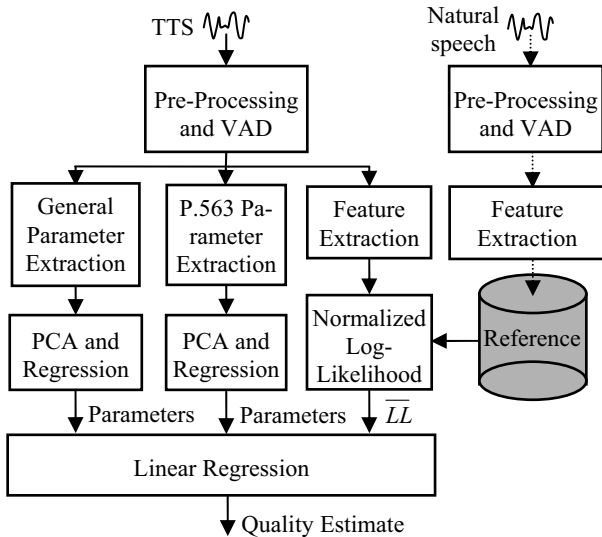 TTS
Natural
speech
Pre-Processing
and VAD
Pre-Processing
and VAD
General
Parameter
Extraction
P.563 Pa-
rameter
Extraction
Feature
Extraction
Feature
Extraction
PCA and
Regression
PCA and
Regression
Normalized
Log-
Likelihood
Reference
Parameters
Parameters
L̅L̅
Linear Regression
Quality Estimate